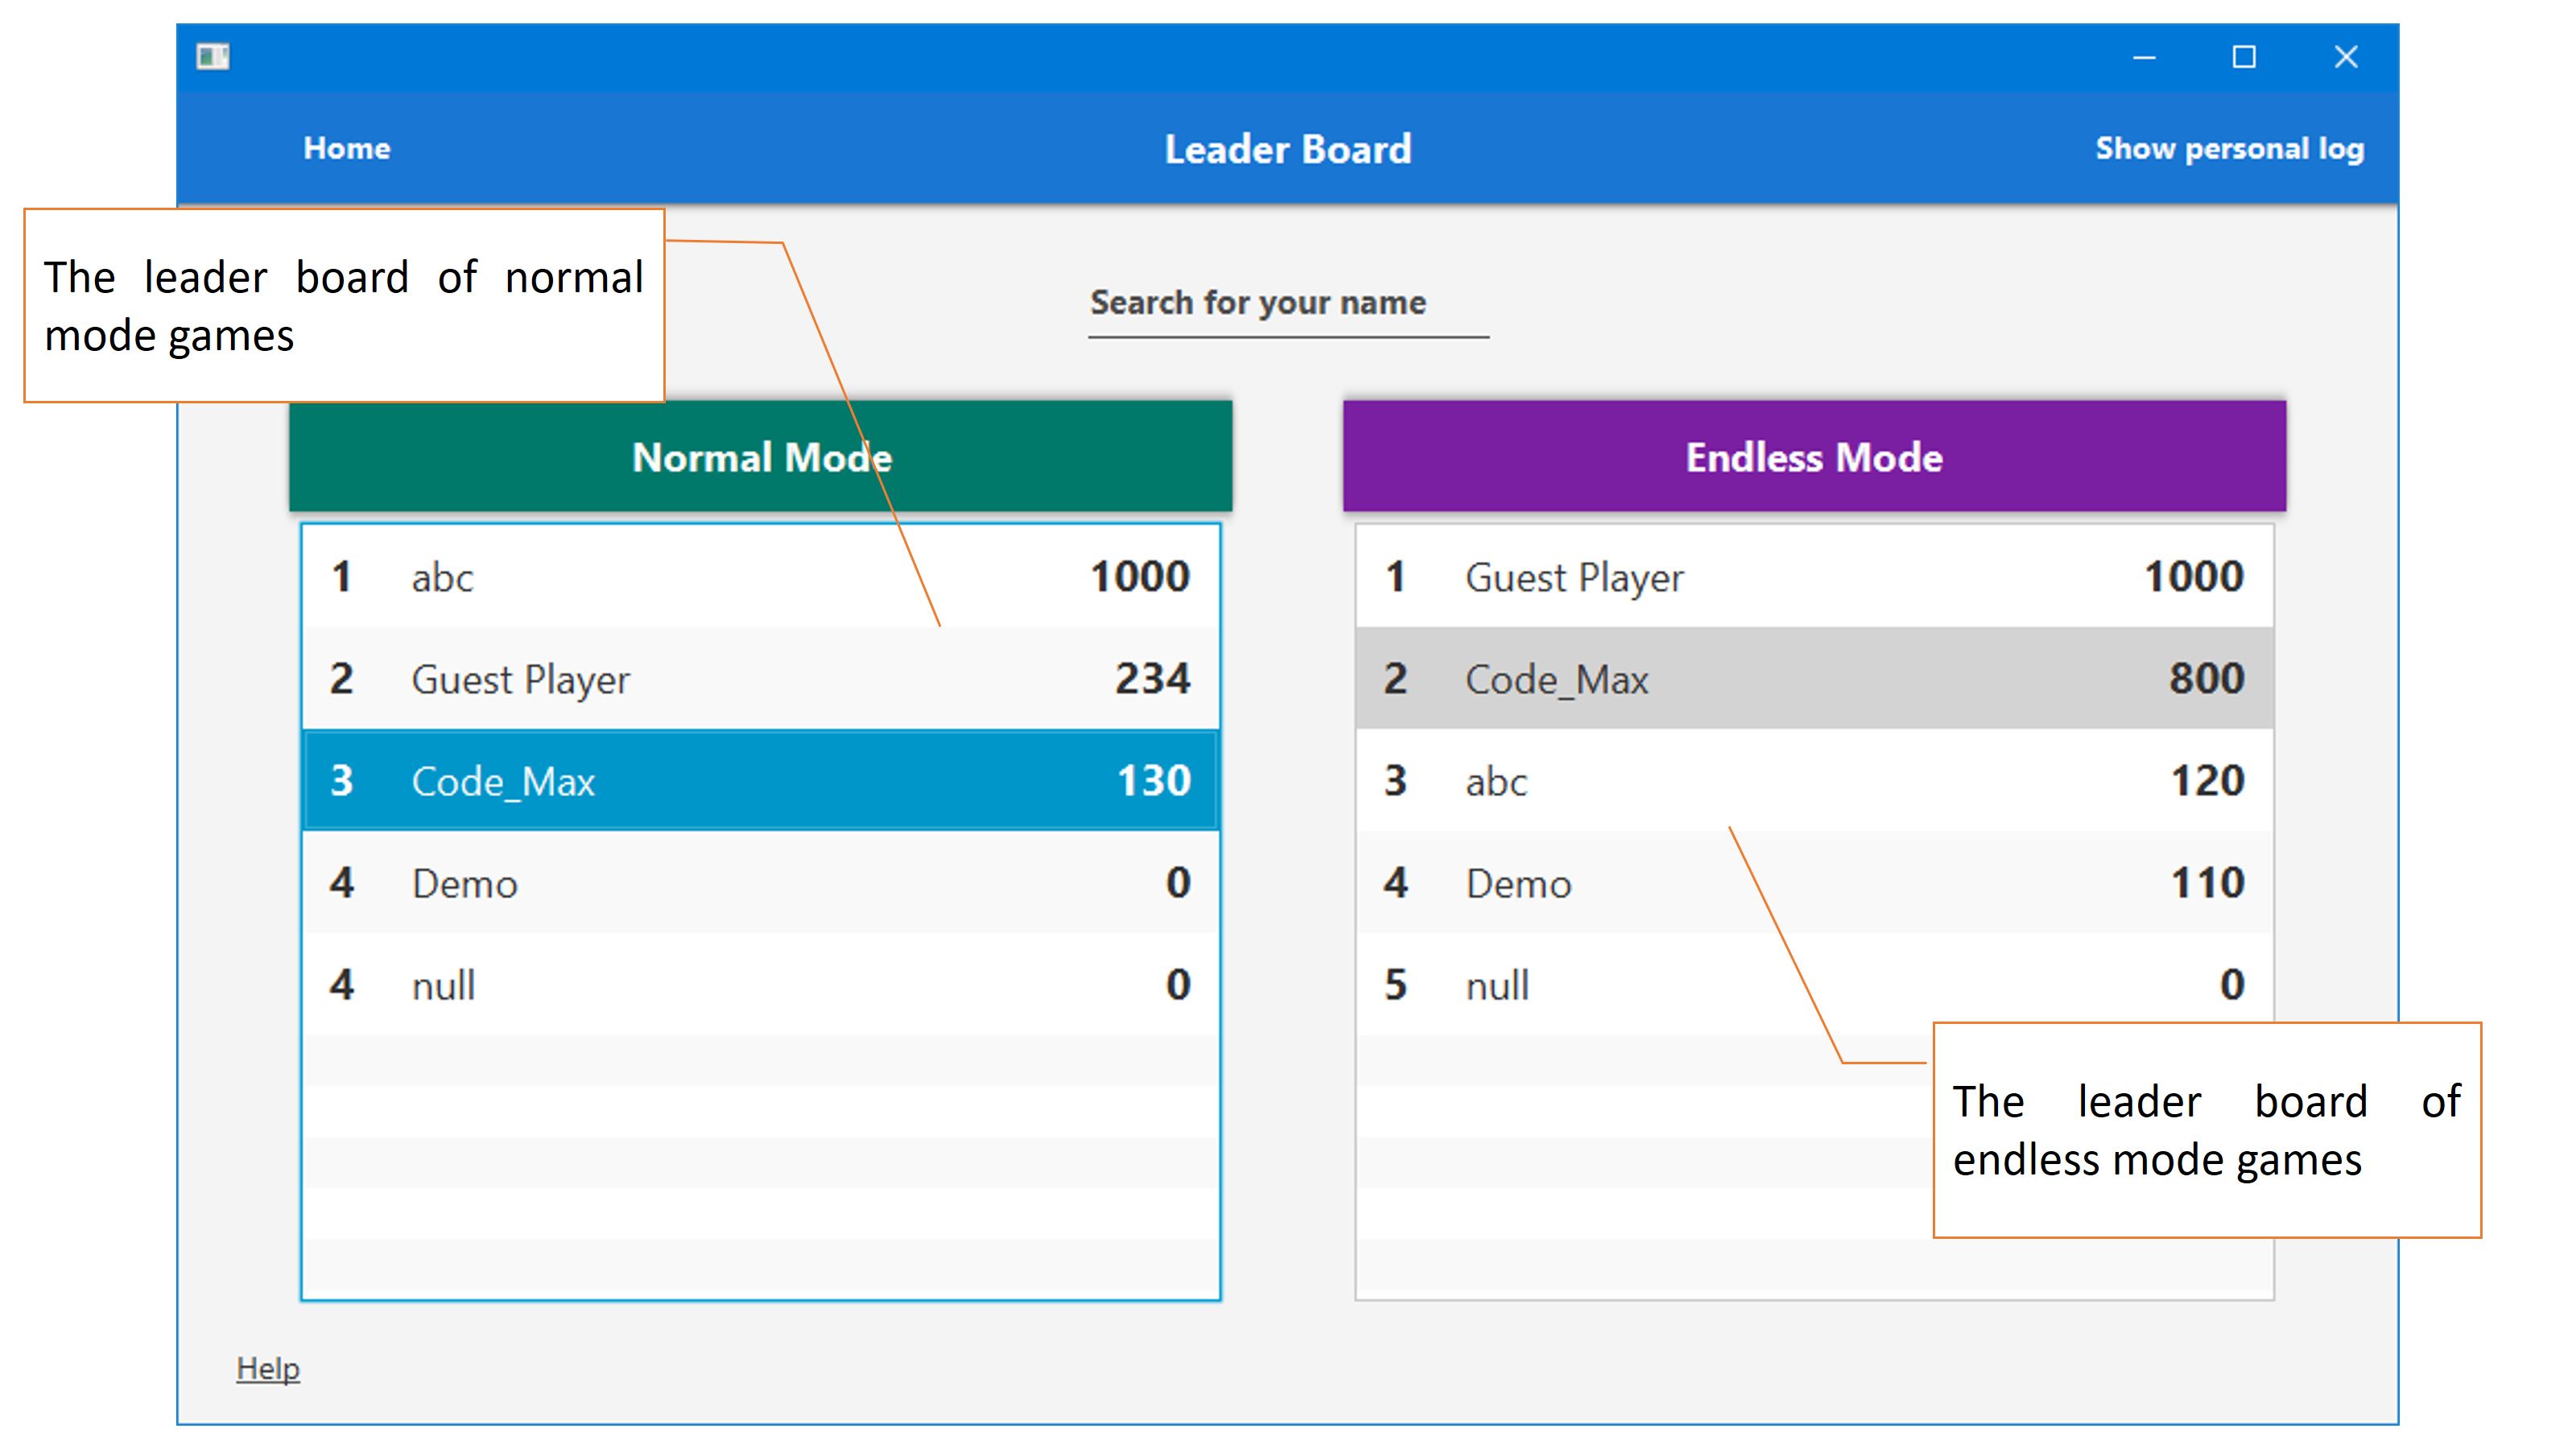 Home
Leader Board
Show personal log
The leader board of normal
mode games
Search for your name
Normal Mode
1 abc 1000
2 Guest Player 234
3 Code_Max 130
4 Demo 0
4 null 0
Endless Mode
1 Guest Player 1000
2 Code_Max 800
3 abc 120
4 Demo 110
5 null 0
The leader board of
endless mode games
Help